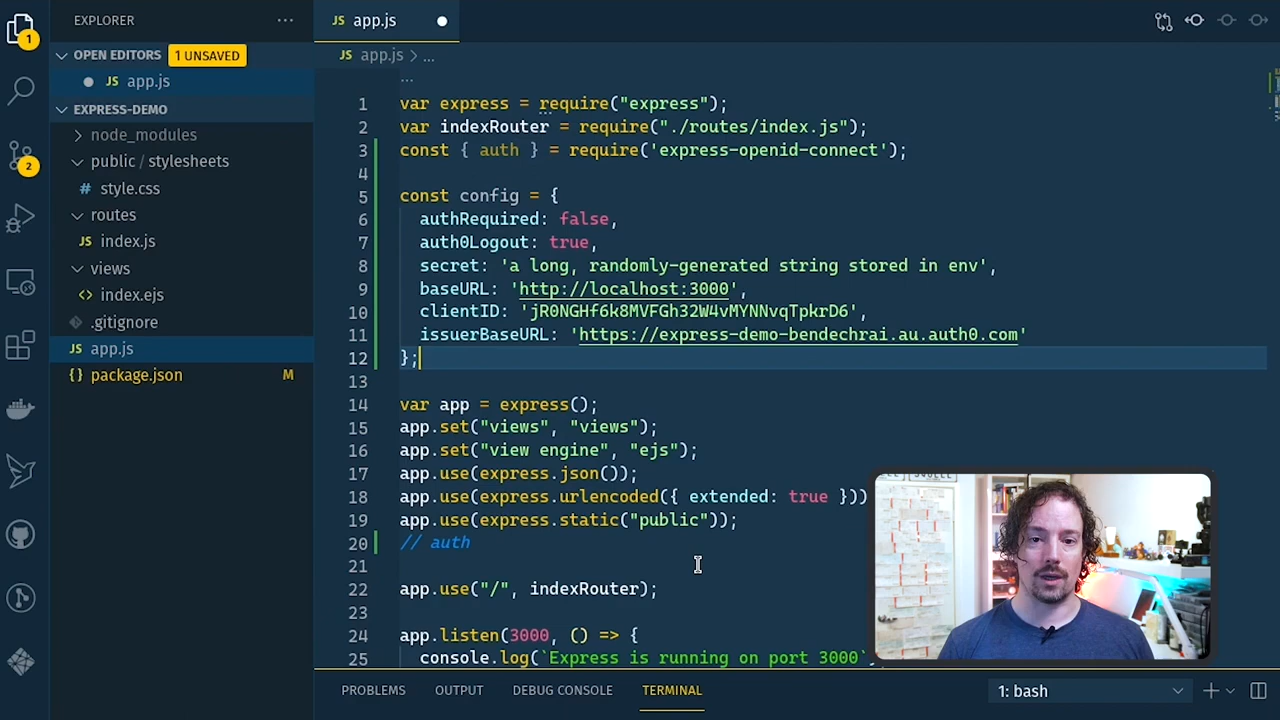 EXPLORER
OPEN EDITORS 1 UNSAVED
JS app.js
EXPRESS-DEMO
node_modules
public / stylesheets
# style.css
routes
JS index.js
views
<> index.ejs
.gitignore
JS app.js
{} package.json M
1
2
JS app.js
JS app.js > ...
...
1 var express = require("express");
2 var indexRouter = require("./routes/index.js");
3 const { auth } = require('express-openid-connect');
4
5 const config = {
6 authRequired: false,
7 auth0Logout: true,
8 secret: 'a long, randomly-generated string stored in env',
9 baseURL: 'http://localhost:3000',
10 clientID: 'jR0NGHf6k8MVFGh32W4vMYNNvqTpkrD6',
11 issuerBaseURL: 'https://express-demo-bendechrai.au.auth0.com'
12 };
13
14 var app = express();
15 app.set("views", "views");
16 app.set("view engine", "ejs");
17 app.use(express.json());
18 app.use(express.urlencoded({ extended: true }))
19 app.use(express.static("public"));
20 // auth
21
22 app.use("/", indexRouter);
23
24 app.listen(3000, () => {
25 console.log(`Express is running on port 3000`);
PROBLEMS OUTPUT DEBUG CONSOLE TERMINAL 1: bash